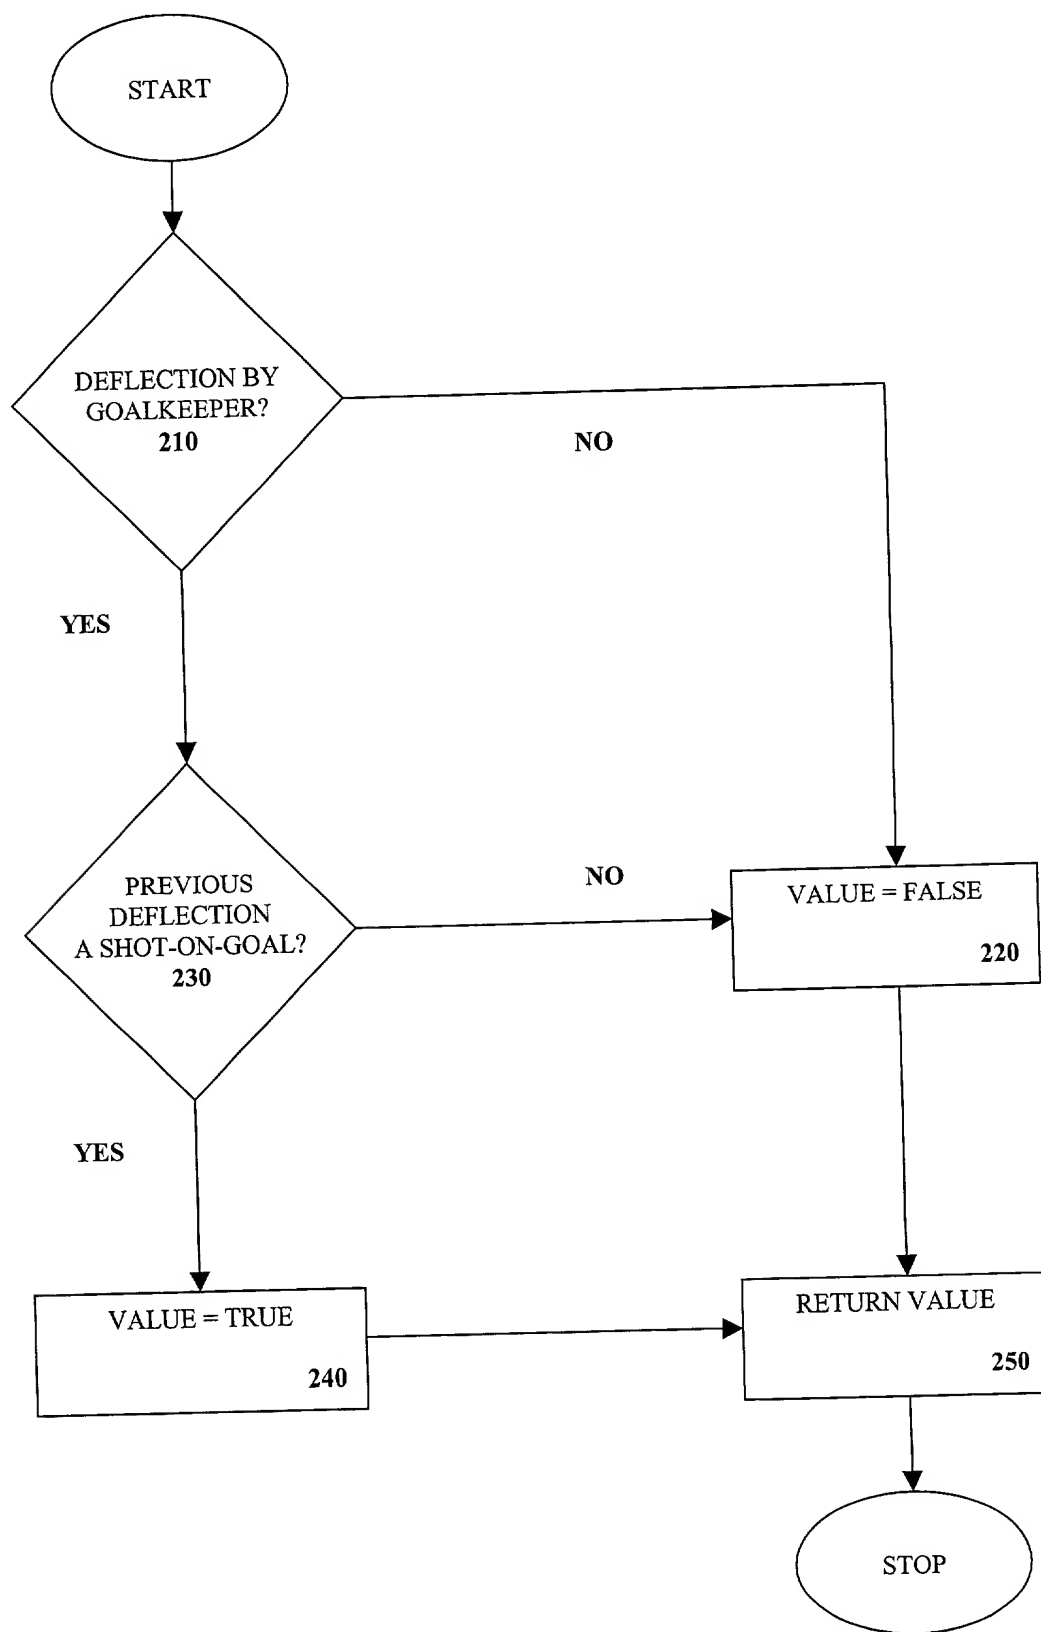 START
DEFLECTION BY
GOALKEEPER?
210
NO
YES
PREVIOUS
DEFLECTION
A SHOT-ON-GOAL?
230
NO
VALUE = FALSE
220
YES
VALUE = TRUE
240
RETURN VALUE
250
STOP